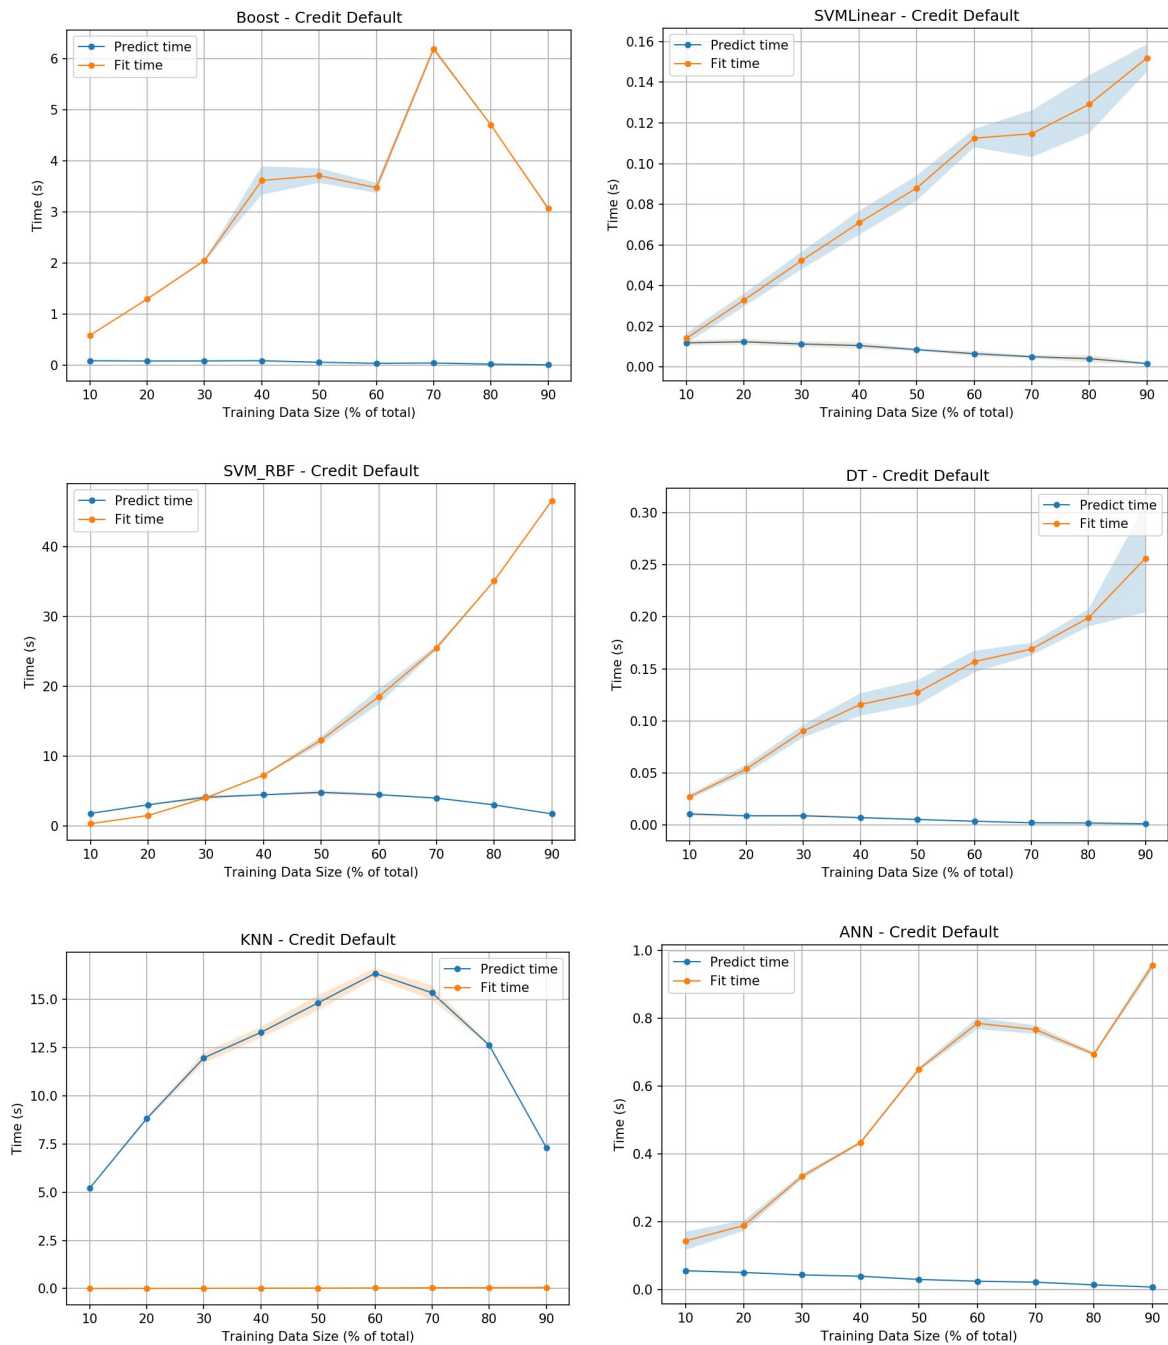 Boost - Credit Default
Predict time
Fit time
6
5
4
3
2
1
0
Time (s)
10 20 30 40 50 60 70 80 90
Training Data Size (% of total)
SVMLinear - Credit Default
Predict time
Fit time
0.16
0.14
0.12
0.10
0.08
0.06
0.04
0.02
0.00
Time (s)
10 20 30 40 50 60 70 80 90
Training Data Size (% of total)
SVM_RBF - Credit Default
Predict time
Fit time
40
30
20
10
0
Time (s)
10 20 30 40 50 60 70 80 90
Training Data Size (% of total)
DT - Credit Default
Predict time
Fit time
0.30
0.25
0.20
0.15
0.10
0.05
0.00
Time (s)
10 20 30 40 50 60 70 80 90
Training Data Size (% of total)
KNN - Credit Default
Predict time
Fit time
15.0
12.5
10.0
7.5
5.0
2.5
0.0
Time (s)
10 20 30 40 50 60 70 80 90
Training Data Size (% of total)
ANN - Credit Default
Predict time
Fit time
1.0
0.8
0.6
0.4
0.2
0.0
Time (s)
10 20 30 40 50 60 70 80 90
Training Data Size (% of total)